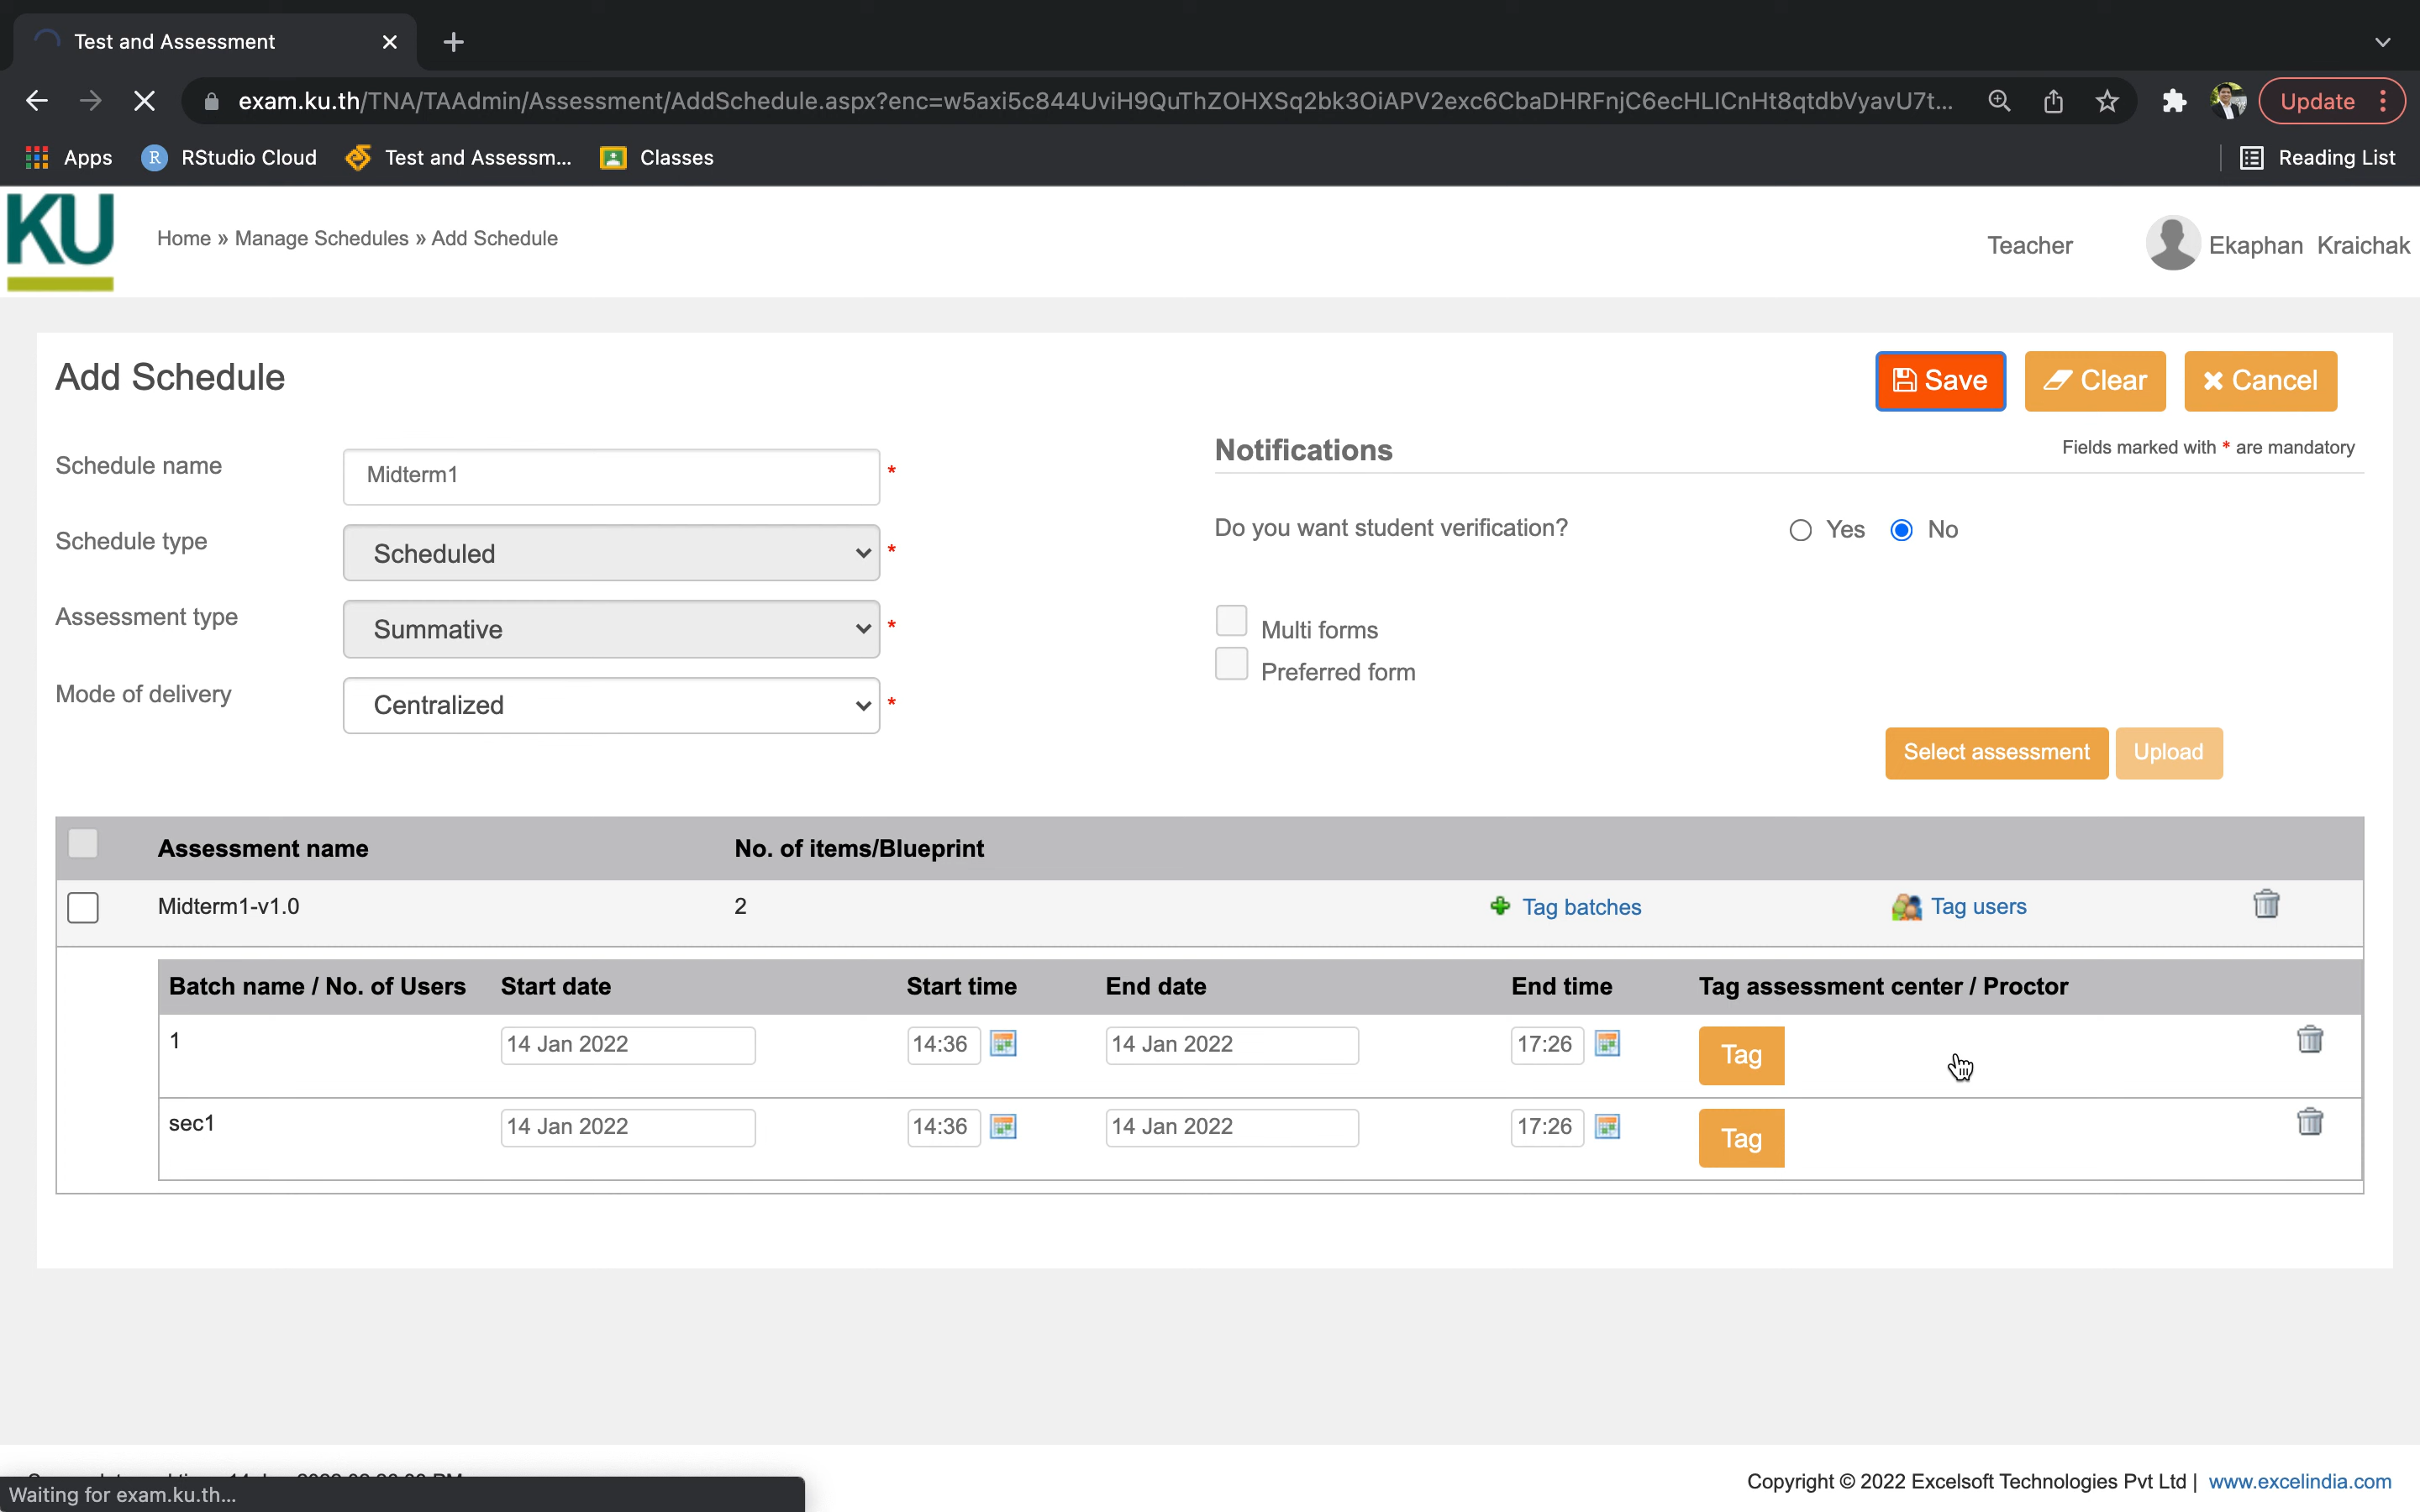 Test and Assessment
exam.ku.th/TNA/TAAdmin/Assessment/AddSchedule.aspx?enc=w5axi5c844UviH9QuThZOHXSq2bk3OiAPV2exc6CbaDHRFnjC6ecHLICnHt8qtdbVyavU7t...
Update
Apps
R RStudio Cloud
Test and Assessm...
Classes
Reading List
KU
Home » Manage Schedules » Add Schedule
Teacher
Ekaphan Kraichak
Add Schedule
Save
Clear
Cancel
Schedule name
Midterm1 *
Notifications
Fields marked with * are mandatory
Schedule type
Scheduled *
Do you want student verification?
Yes
No
Assessment type
Summative *
Multi forms
Preferred form
Mode of delivery
Centralized *
Select assessment
Upload
Assessment name
No. of items/Blueprint
Midterm1-v1.0
2
Tag batches
Tag users
Batch name / No. of Users
Start date
Start time
End date
End time
Tag assessment center / Proctor
1
14 Jan 2022
14:36
14 Jan 2022
17:26
Tag
sec1
14 Jan 2022
14:36
14 Jan 2022
17:26
Tag
Waiting for exam.ku.th...
Copyright © 2022 Excelsoft Technologies Pvt Ltd | www.excelindia.com